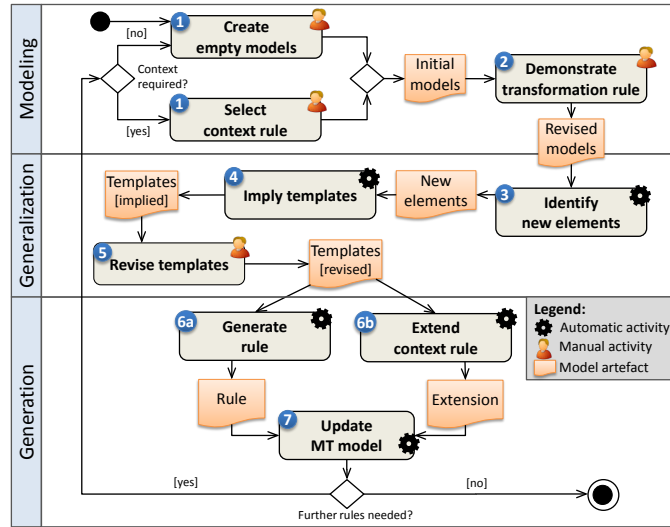 Modeling
1
Create
empty models
[no]
Context
required?
[yes]
1
Select
context rule
Initial
models
2
Demonstrate
transformation rule
Revised
models
Generalization
Templates
[implied]
4
Imply templates
New
elements
3
Identify
new elements
5
Revise templates
Templates
[revised]
Generation
6a
Generate
rule
6b
Extend
context rule
Legend:
Automatic activity
Manual activity
Model artefact
Rule
Extension
7
Update
MT model
[yes]
[no]
Further rules needed?